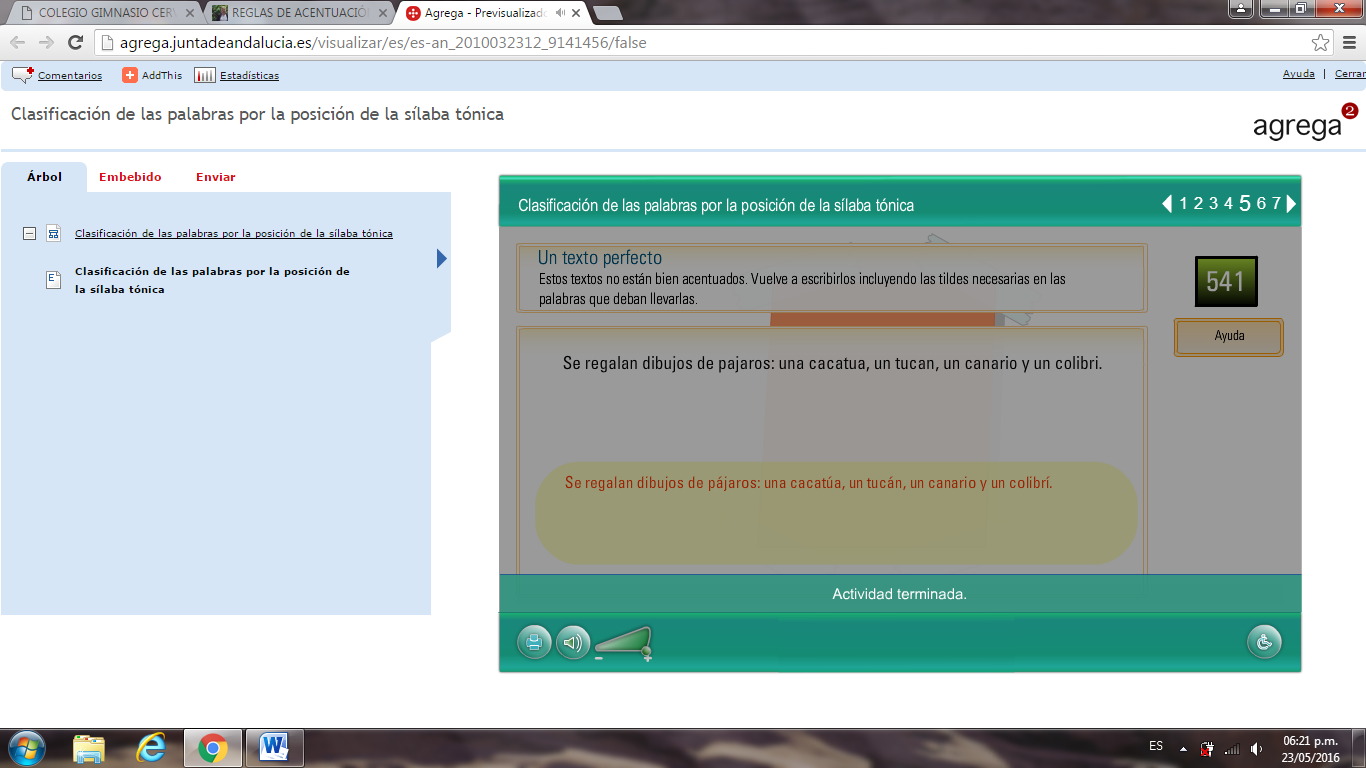 COLEGIO GIMNASIO CERV
REGLAS DE ACENTUACIÓN
Agrega - Previsualizado
agrega.juntadeandalucia.es/visualizar/es/es-an_2010032312_9141456/false
Comentarios AddThis Estadísticas
Ayuda | Cerrar
Clasificación de las palabras por la posición de la sílaba tónica
agrega 2
Árbol Embebido Enviar
Clasificación de las palabras por la posición de la sílaba tónica
Clasificación de las palabras por la posición de
la sílaba tónica
Clasificación de las palabras por la posición de la sílaba tónica
1 2 3 4 5 6 7
Un texto perfecto
Estos textos no están bien acentuados. Vuelve a escribirlos incluyendo las tildes necesarias en las
palabras que deban llevarlas.
541
Ayuda
Se regalan dibujos de pajaros: una cacatua, un tucan, un canario y un colibri.
Se regalan dibujos de pájaros: una cacatúa, un tucán, un canario y un colibrí.
Actividad terminada.
ES
06:21 p.m.
23/05/2016